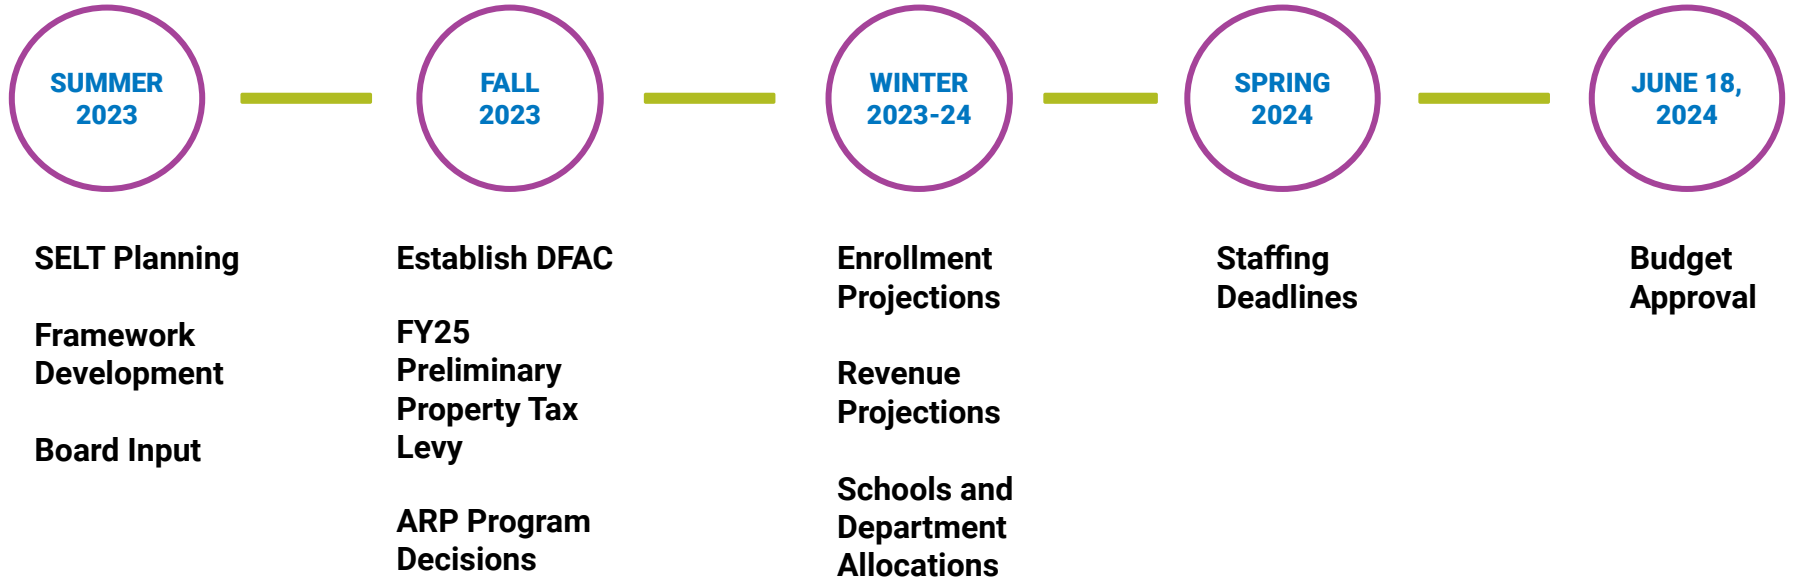 SUMMER
2023
FALL
2023
WINTER
2023-24
SPRING
2024
JUNE 18,
2024
SELT Planning
Framework
Development
Board Input
Establish DFAC
FY25
Preliminary
Property Tax
Levy
ARP Program
Decisions
Enrollment
Projections
Revenue
Projections
Schools and
Department
Allocations
Staffing
Deadlines
Budget
Approval